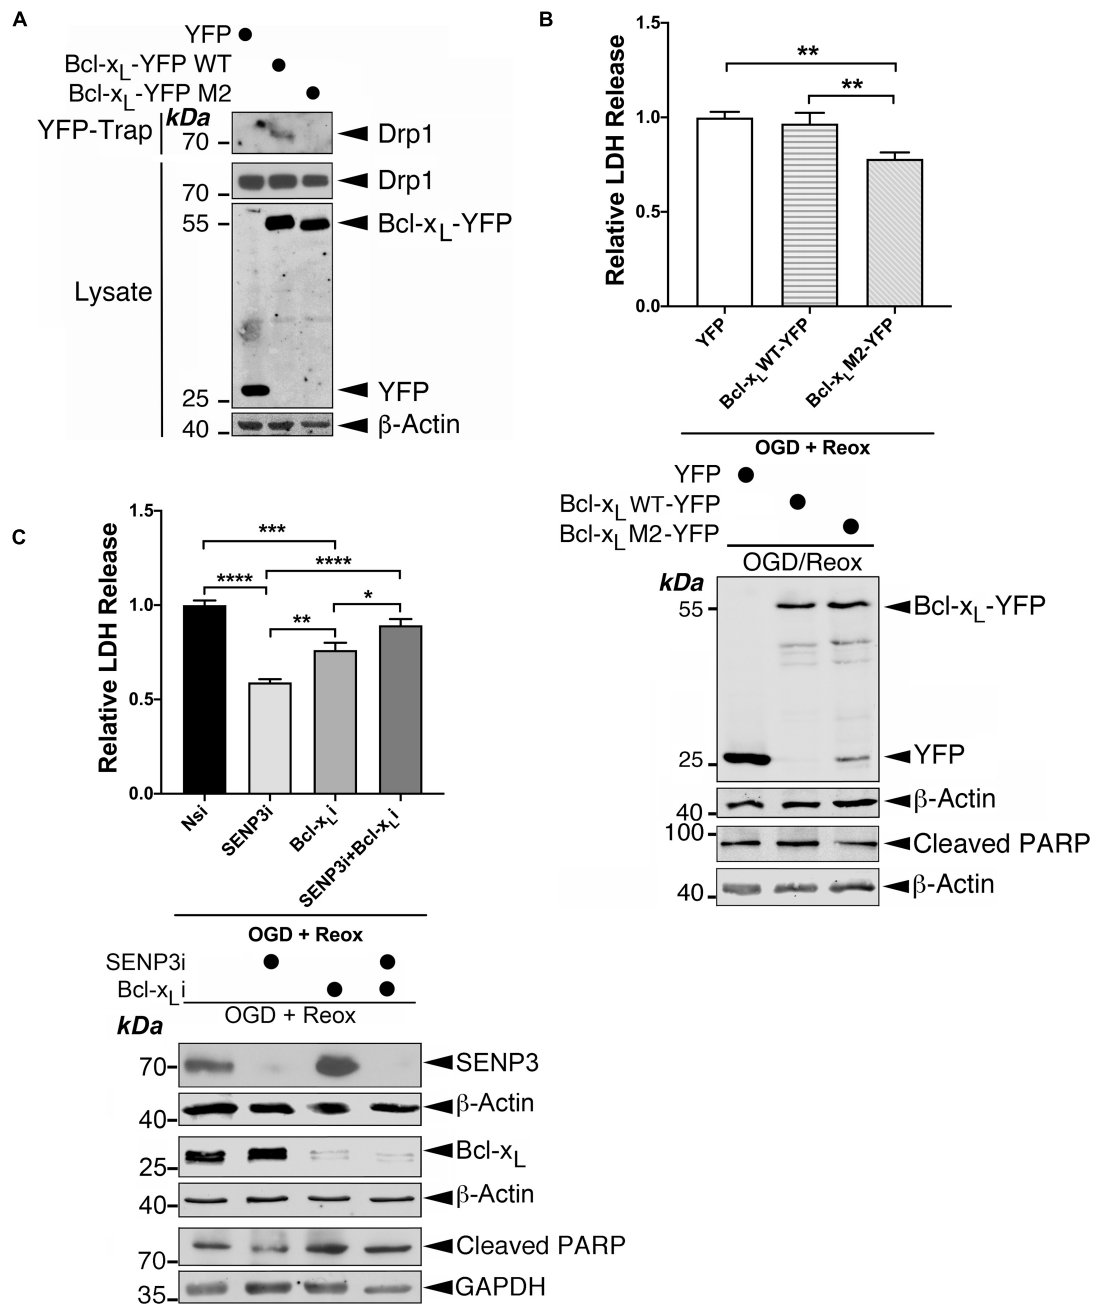 A
YFP
Bcl-xL-YFP WT
Bcl-xL-YFP M2
kDa
YFP-Trap
70
Drp1
70
Drp1
55
Bcl-xL-YFP
Lysate
25
YFP
40
β-Actin
B
Relative LDH Release
1.5
1.0
0.5
0.0
**
**
YFP
Bcl-xLWT-YFP
Bcl-xLM2-YFP
OGD + Reox
YFP
Bcl-xL WT-YFP
Bcl-xL M2-YFP
OGD/Reox
kDa
55
Bcl-xL-YFP
25
YFP
40
β-Actin
100
Cleaved PARP
40
β-Actin
C
Relative LDH Release
1.5
1.0
0.5
0.0
***
****
****
*
**
Nsi
SENP3i
Bcl-xLi
SENP3i+Bcl-xLi
OGD + Reox
SENP3i
Bcl-xL i
OGD + Reox
kDa
70
SENP3
40
β-Actin
25
Bcl-xL
40
β-Actin
70
Cleaved PARP
35
GAPDH